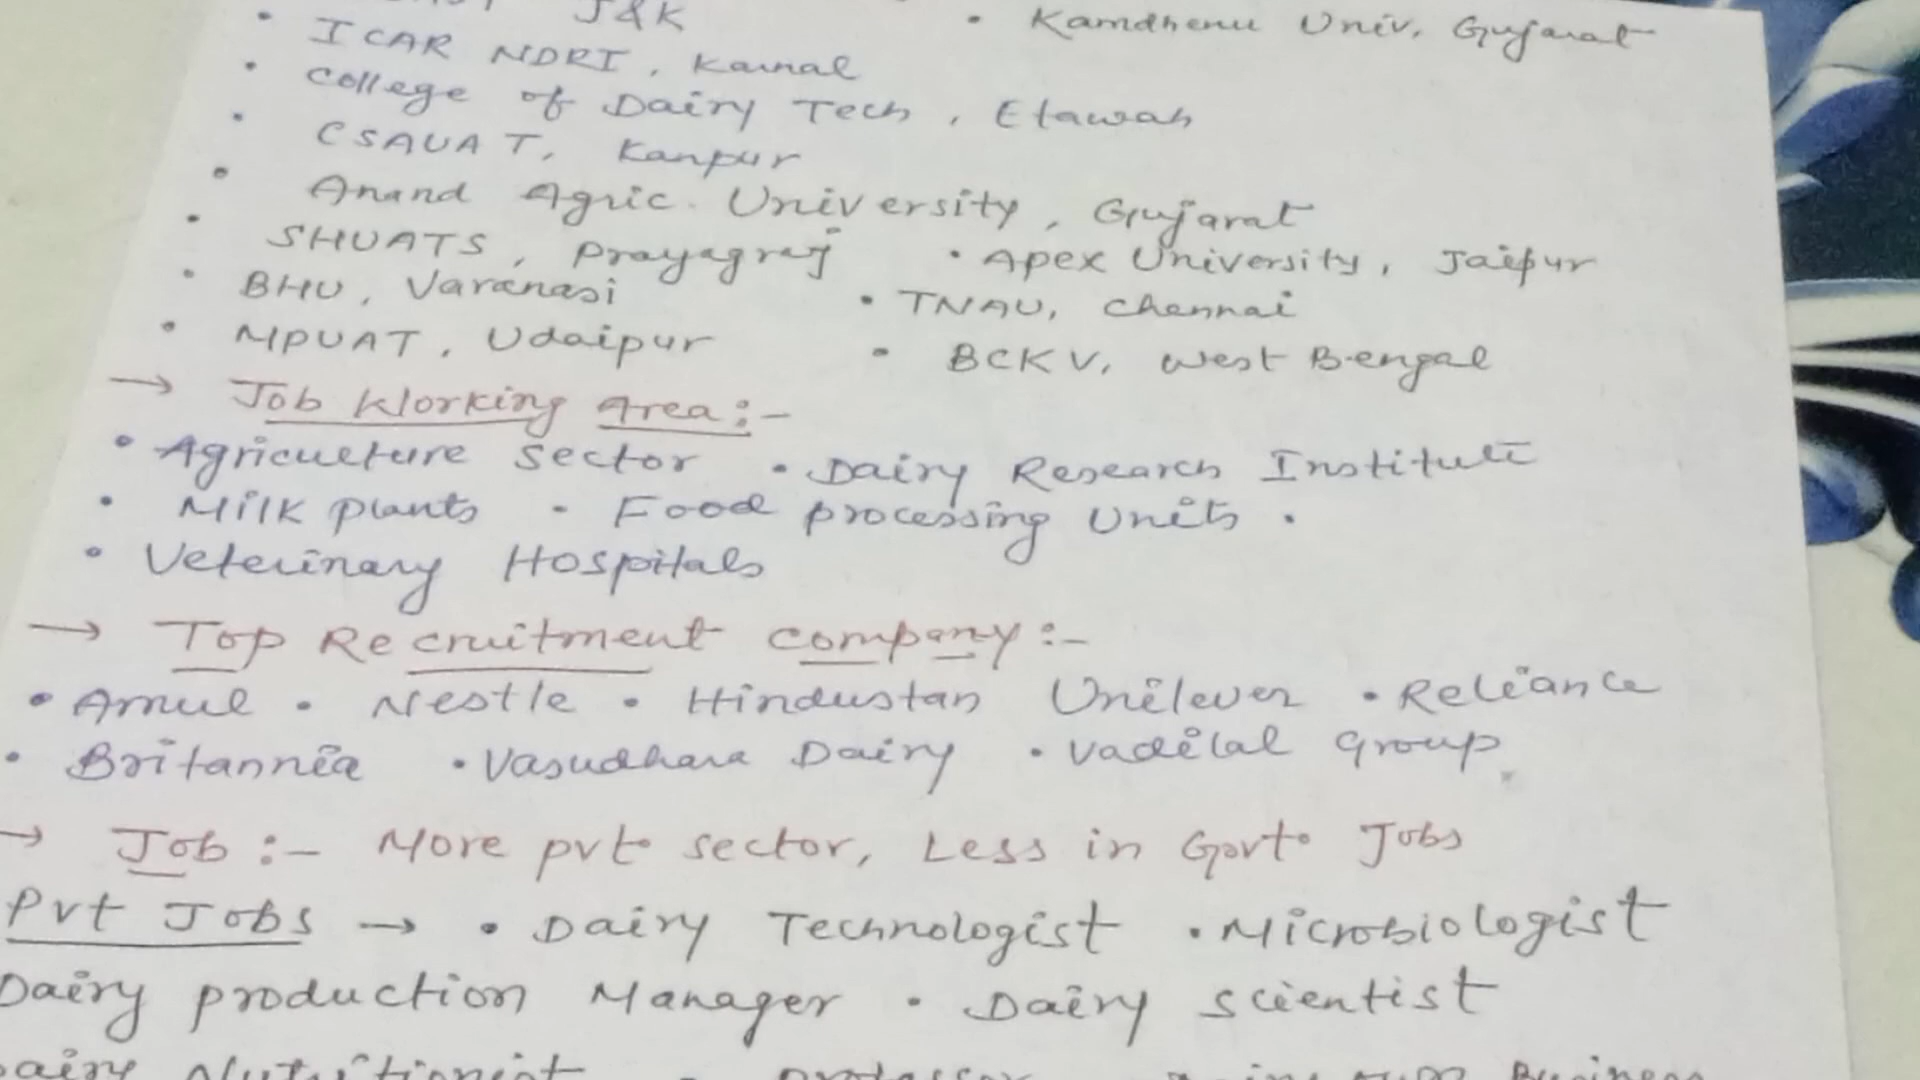 J&K
• Kamdhenu Univ, Gujarat
• ICAR NDRI, Karnal
• College of Dairy Tech, Etawah
• CSAUAT, Kanpur
• Anand Agric. University, Gujarat
• SHUATS, Prayagraj • Apex University, Jaipur
• BHU, Varanasi • TNAU, Chennai
• MPUAT, Udaipur • BCKV, West Bengal
→ Job Working Area:-
• Agriculture Sector • Dairy Research Institute
• Milk Plants • Food processing Units.
• Veterinary Hospitals
→ Top Recruitment Company:-
• Amul • Nestle • Hindustan Unilever • Reliance
• Britannia • Vasudhara Dairy • Vadilal Group
→ Job:- More pvt. sector, Less in Govt. Jobs
Pvt Jobs → • Dairy Technologist • Microbiologist
Dairy production Manager • Dairy scientist
Nutritionist • Business